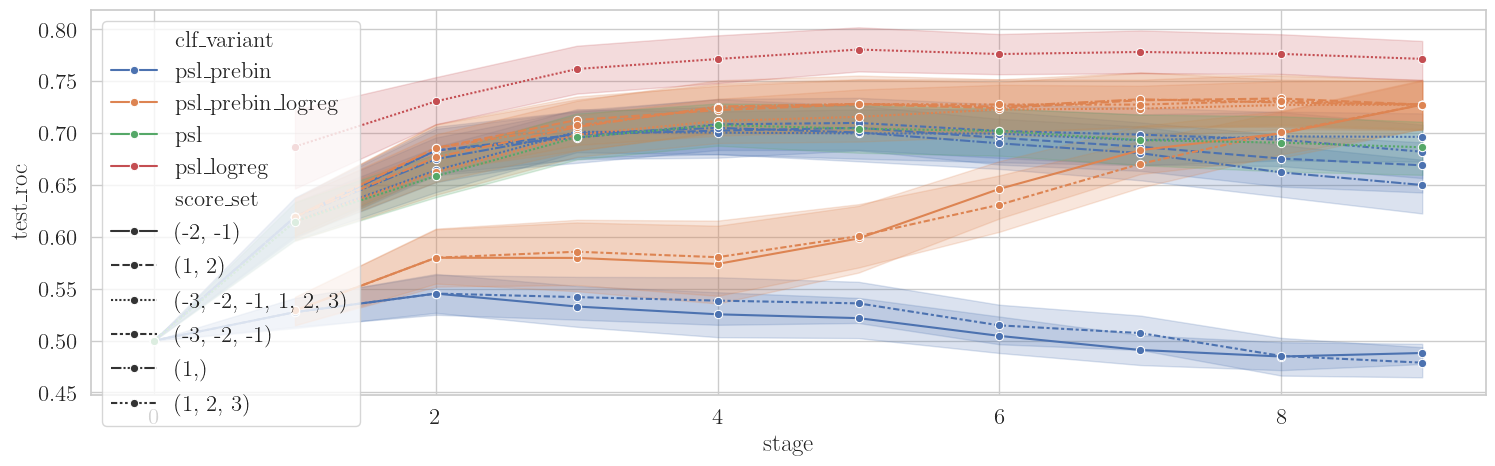 0.80
0.75
0.70
0.65
0.60
0.55
0.50
0.45
test_roc
clf_variant
psl_prebin
psl_prebin_logreg
psl
psl_logreg
score_set
(-2, -1)
(1, 2)
(-3, -2, -1, 1, 2, 3)
(-3, -2, -1)
(1,)
(1, 2, 3)
0 2 4 6 8
stage